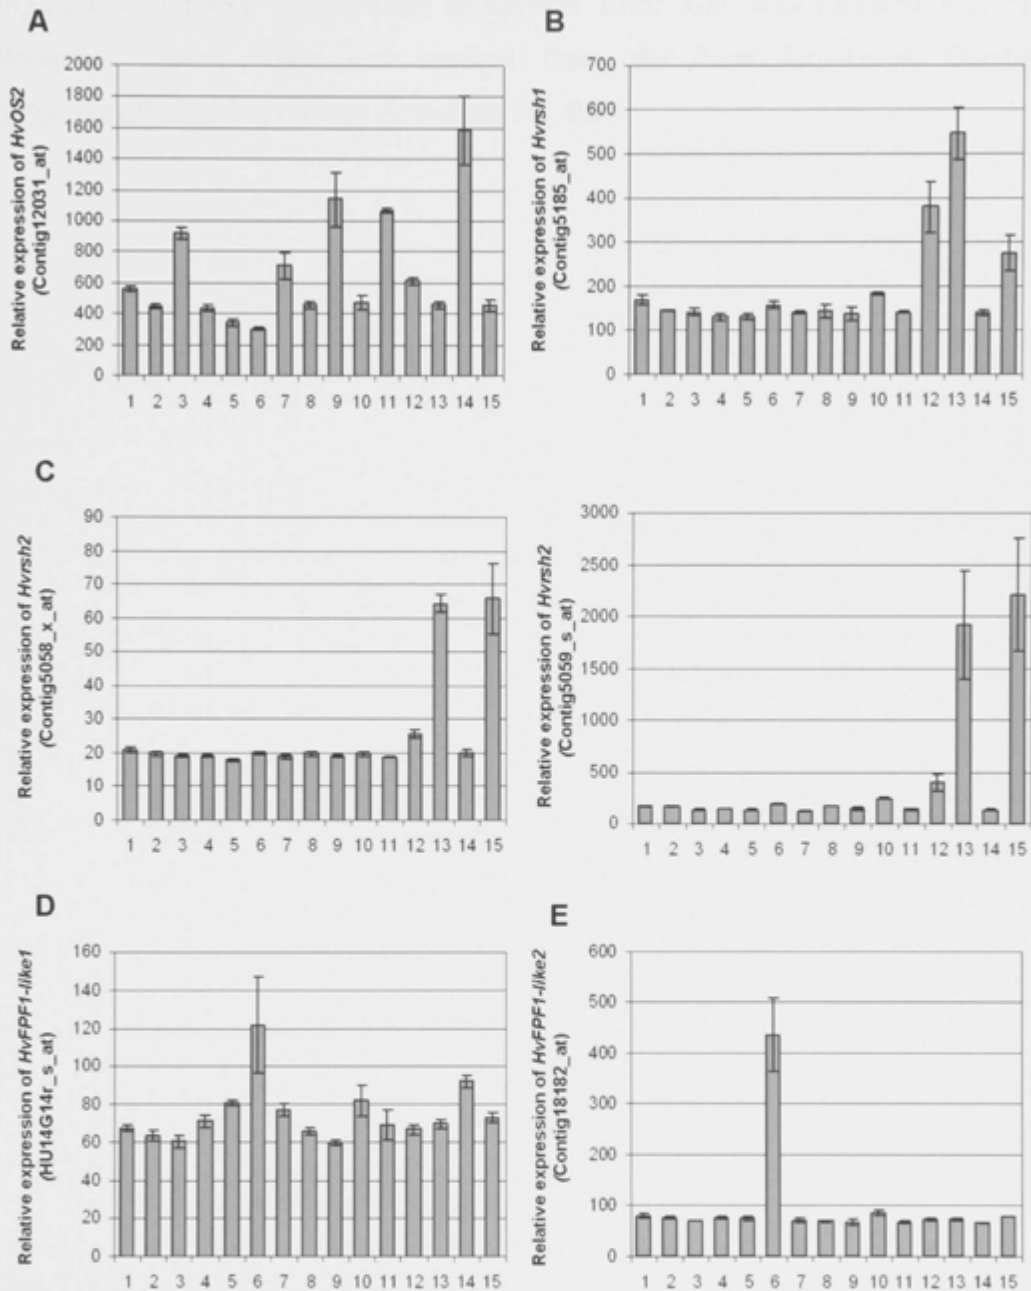 A
Relative expression of HvOS2
(Contig12031_at)
2000
1800
1600
1400
1200
1000
800
600
400
200
0
1 2 3 4 5 6 7 8 9 10 11 12 13 14 15
B
Relative expression of Hvrsh1
(Contig5185_at)
700
600
500
400
300
200
100
0
1 2 3 4 5 6 7 8 9 10 11 12 13 14 15
C
Relative expression of Hvrsh2
(Contig5058_x_at)
90
80
70
60
50
40
30
20
10
0
1 2 3 4 5 6 7 8 9 10 11 12 13 14 15
Relative expression of Hvrsh2
(Contig5059_s_at)
3000
2500
2000
1500
1000
500
0
1 2 3 4 5 6 7 8 9 10 11 12 13 14 15
D
Relative expression of HvFPF1-like1
(HU14G14r_s_at)
160
140
120
100
80
60
40
20
0
1 2 3 4 5 6 7 8 9 10 11 12 13 14 15
E
Relative expression of HvFPF1-like2
(Contig18182_at)
600
500
400
300
200
100
0
1 2 3 4 5 6 7 8 9 10 11 12 13 14 15